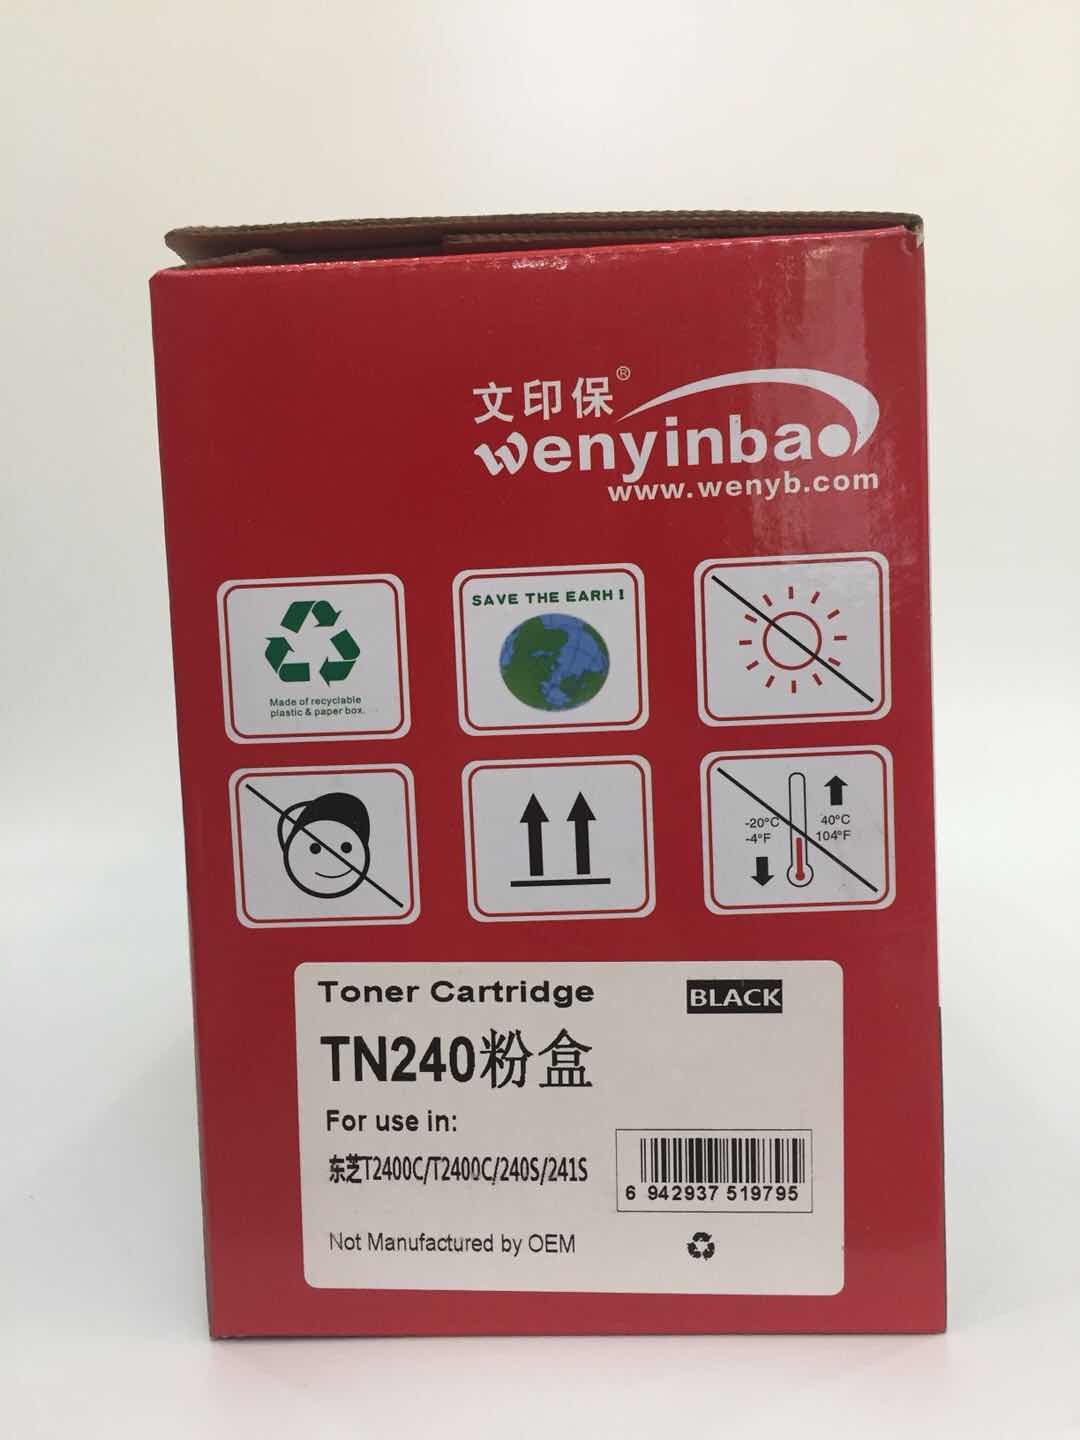 文印保®
wenyinbao
www.wenyb.com
Made of recyclable
plastic & paper box.
SAVE THE EARH !
-20°C
-4°F
40°C
104°F
Toner Cartridge
BLACK
TN240粉盒
For use in:
东芝T2400C/T2400C/240S/241S
6 942937 519795
Not Manufactured by OEM